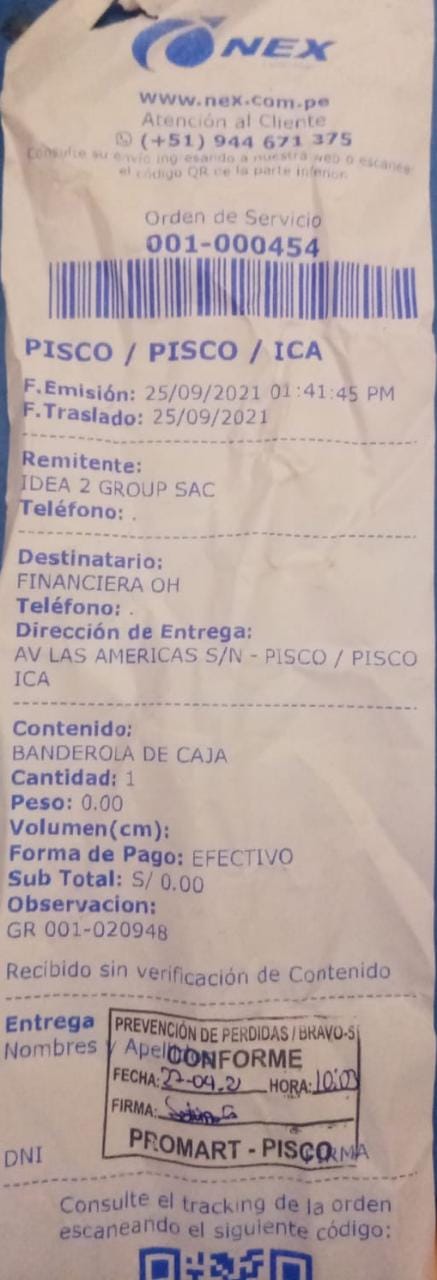 NEX
www.nex.com.pe
Atención al Cliente
(+51) 944 671 375
Consulte su envío ingresando a nuestra web o escanee
el código QR de la parte inferior.
Orden de Servicio
001-000454
PISCO / PISCO / ICA
F.Emisión: 25/09/2021 01:41:45 PM
F.Traslado: 25/09/2021
Remitente:
IDEA 2 GROUP SAC
Teléfono: .
Destinatario:
FINANCIERA OH
Teléfono: .
Dirección de Entrega:
AV LAS AMERICAS S/N - PISCO / PISCO
ICA
Contenido:
BANDEROLA DE CAJA
Cantidad: 1
Peso: 0.00
Volumen(cm):
Forma de Pago: EFECTIVO
Sub Total: S/ 0.00
Observacion:
GR 001-020948
Recibido sin verificación de Contenido
Entrega
PREVENCIÓN DE PERDIDAS / BRAVO-5
Nombres y
CONFORME
FECHA: HORA:
FIRMA:
PROMART - PISCO
DNI
Consulte el tracking de la orden
escaneando el siguiente código: